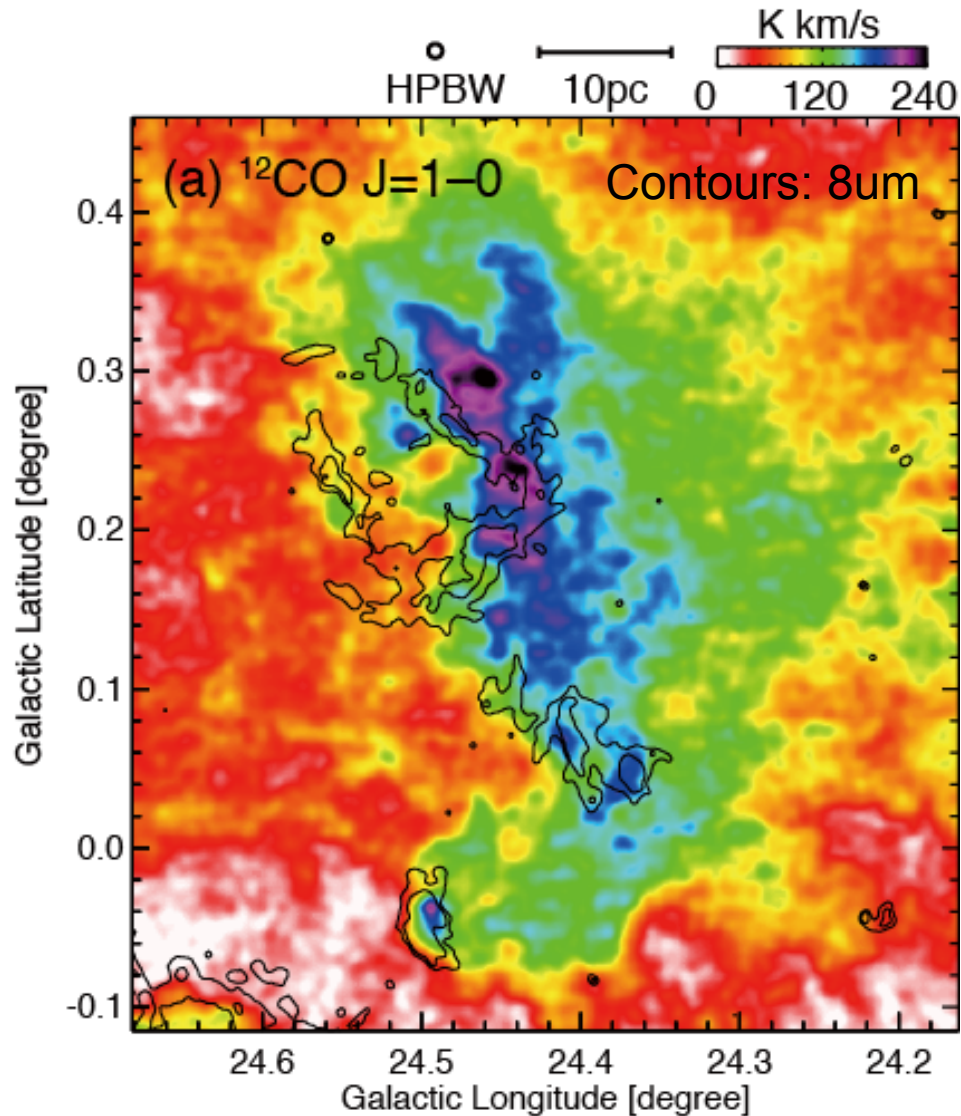 K km/s
HPBW
10pc
0
120
240
(a) ¹²CO J=1–0
Contours: 8um
0.4
0.3
0.2
0.1
0.0
-0.1
Galactic Latitude [degree]
24.6
24.5
24.4
24.3
24.2
Galactic Longitude [degree]